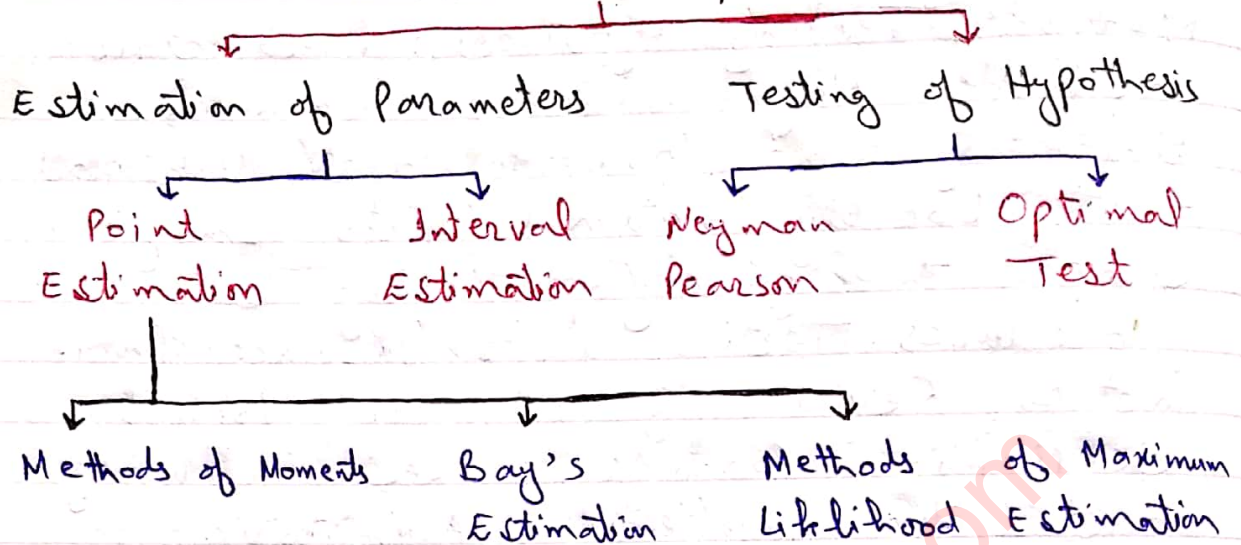 Estimation of Parameters
Testing of Hypothesis
Point
Estimation
Interval
Estimation
Neyman
Pearson
Optimal
Test
Methods of Moments
Bay's
Estimation
Methods of Maximum
Liklihood Estimation
om